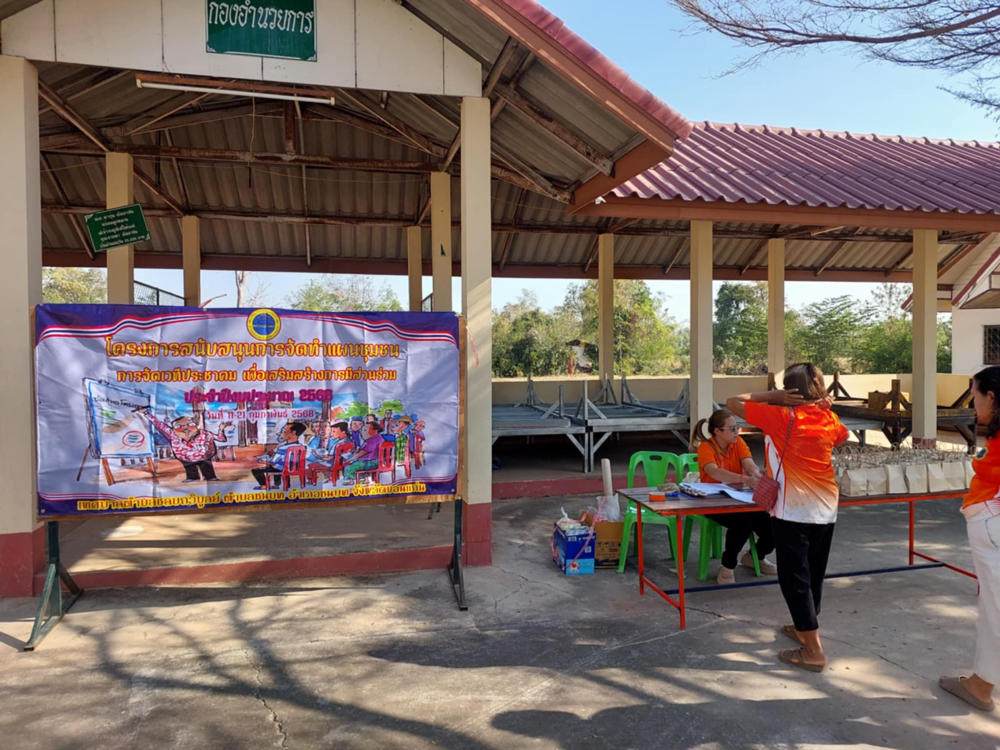 กองอำนวยการ
โครงการสนับสนุนการจัดทำแผนชุมชน
การจัดเวทีประชาคม เพื่อเสริมสร้างการมีส่วนร่วม
ประจำปีงบประมาณ 2568
วันที่ 11-21 กุมภาพันธ์ 2568
เทศบาลตำบลชลบถวิบูลย์ ตำบลชนบท อำเภอชนบท จังหวัดขอนแก่น